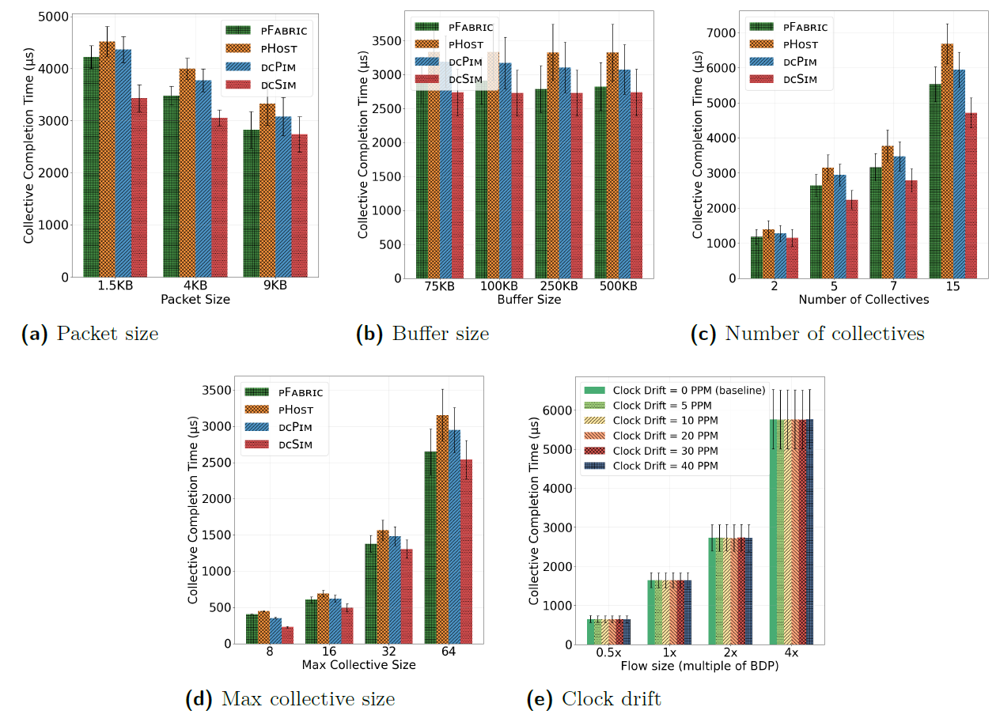 Collective Completion Time (µs)
5000
4000
3000
2000
1000
0
pFabric
pHost
dcPim
dcSim
1.5KB 4KB 9KB
Packet Size
(a) Packet size
Collective Completion Time (µs)
3500
3000
2500
2000
1500
1000
500
0
pFabric
pHost
dcPim
dcSim
75KB 100KB 250KB 500KB
Buffer Size
(b) Buffer size
Collective Completion Time (µs)
7000
6000
5000
4000
3000
2000
1000
0
pFabric
pHost
dcPim
dcSim
2 5 7 15
Number of Collectives
(c) Number of collectives
Collective Completion Time (µs)
3500
3000
2500
2000
1500
1000
500
0
pFabric
pHost
dcPim
dcSim
8 16 32 64
Max Collective Size
(d) Max collective size
Collective Completion Time (µs)
6000
5000
4000
3000
2000
1000
0
Clock Drift = 0 PPM (baseline)
Clock Drift = 5 PPM
Clock Drift = 10 PPM
Clock Drift = 20 PPM
Clock Drift = 30 PPM
Clock Drift = 40 PPM
0.5x 1x 2x 4x
Flow size (multiple of BDP)
(e) Clock drift